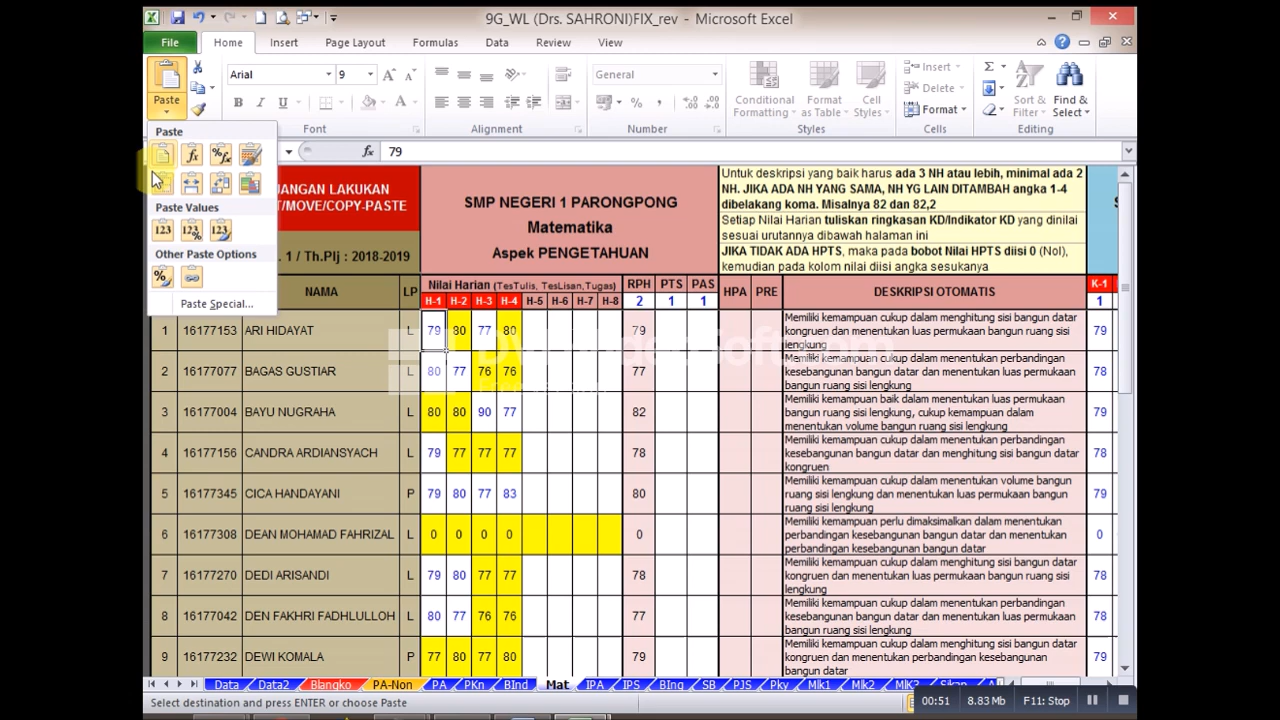 9G_WL (Drs. SAHRONI)FIX_rev - Microsoft Excel
File Home Insert Page Layout Formulas Data Review View
Arial 9 General
Paste
B I U
Conditional Formatting Format as Table Cell Styles
Insert
Delete
Format
Sort & Filter Find & Select
Font Alignment Number Styles Cells Editing
Paste
Paste Values
Other Paste Options
Paste Special...
fx 79
JANGAN LAKUKAN
T/MOVE/COPY-PASTE
. 1 / Th.Plj : 2018-2019
SMP NEGERI 1 PARONGPONG
Matematika
Aspek PENGETAHUAN
Untuk deskripsi yang baik harus ada 3 NH atau lebih, minimal ada 2
NH. JIKA ADA NH YANG SAMA, NH YG LAIN DITAMBAH angka 1-4
dibelakang koma. Misalnya 82 dan 82,2
Setiap Nilai Harian tuliskan ringkasan KD/Indikator KD yang dinilai
sesuai urutannya dibawah halaman ini
JIKA TIDAK ADA HPTS, maka pada bobot Nilai HPTS diisi 0 (Nol),
kemudian pada kolom nilai diisi angka sesukanya
NAMA LP Nilai Harian (TesTulis, TesLisan,Tugas) RPH PTS PAS HPA PRE DESKRIPSI OTOMATIS K-1
H-1 H-2 H-3 H-4 H-5 H-6 H-7 H-8 2 1 1 1
1 16177153 ARI HIDAYAT L 79 80 77 80 79 Memiliki kemampuan cukup dalam menghitung sisi bangun datar
kongruen dan menentukan luas permukaan bangun ruang sisi
lengkung 79
2 16177077 BAGAS GUSTIAR L 80 77 76 76 77 Memiliki kemampuan cukup dalam menentukan perbandingan
kesebangunan bangun datar dan menentukan luas permukaan
bangun ruang sisi lengkung 78
3 16177004 BAYU NUGRAHA L 80 80 90 77 82 Memiliki kemampuan baik dalam menentukan luas permukaan
bangun ruang sisi lengkung, cukup kemampuan dalam
menentukan volume bangun ruang sisi lengkung 79
4 16177156 CANDRA ARDIANSYACH L 79 77 77 77 78 Memiliki kemampuan cukup dalam menentukan perbandingan
kesebangunan bangun datar dan menghitung sisi bangun datar
kongruen 78
5 16177345 CICA HANDAYANI P 79 80 77 83 80 Memiliki kemampuan cukup dalam menentukan volume bangun
ruang sisi lengkung dan menentukan luas permukaan bangun
ruang sisi lengkung 79
6 16177308 DEAN MOHAMAD FAHRIZAL L 0 0 0 0 0 Memiliki kemampuan perlu dimaksimalkan dalam menentukan
perbandingan kesebangunan bangun datar dan menentukan
perbandingan kesebangunan bangun datar 0
7 16177270 DEDI ARISANDI L 79 80 77 77 78 Memiliki kemampuan cukup dalam menghitung sisi bangun datar
kongruen dan menentukan luas permukaan bangun ruang sisi
lengkung 78
8 16177042 DEN FAKHRI FADHLULLOH L 80 77 76 76 77 Memiliki kemampuan cukup dalam menentukan perbandingan
kesebangunan bangun datar dan menentukan luas permukaan
bangun ruang sisi lengkung 78
9 16177232 DEWI KOMALA P 77 80 77 80 79 Memiliki kemampuan cukup dalam menghitung sisi bangun datar
kongruen dan menentukan perbandingan kesebangunan
bangun datar 79
Data Data2 Blangko PA-Non PA PKn BInd Mat IPA IPS BIng SB PJS Pky Mlk1 Mlk2 MLK3 Sikap
Select destination and press ENTER or choose Paste 00:51 8.83 Mb F11: Stop